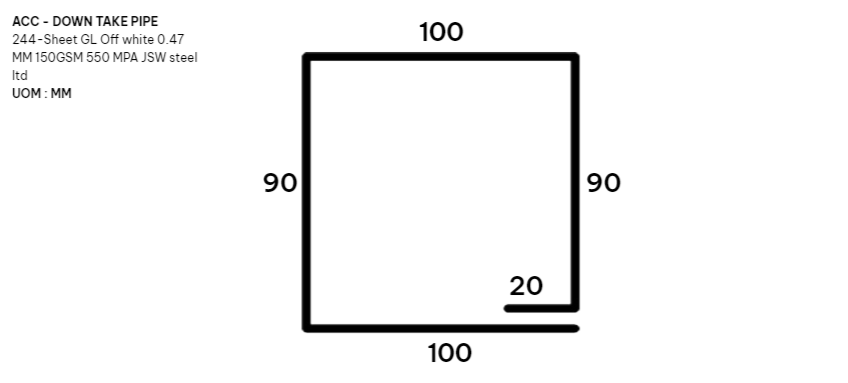 ACC - DOWN TAKE PIPE
244-Sheet GL Off white 0.47
MM 150GSM 550 MPA JSW steel
ltd
UOM : MM
100
90
90
20
100